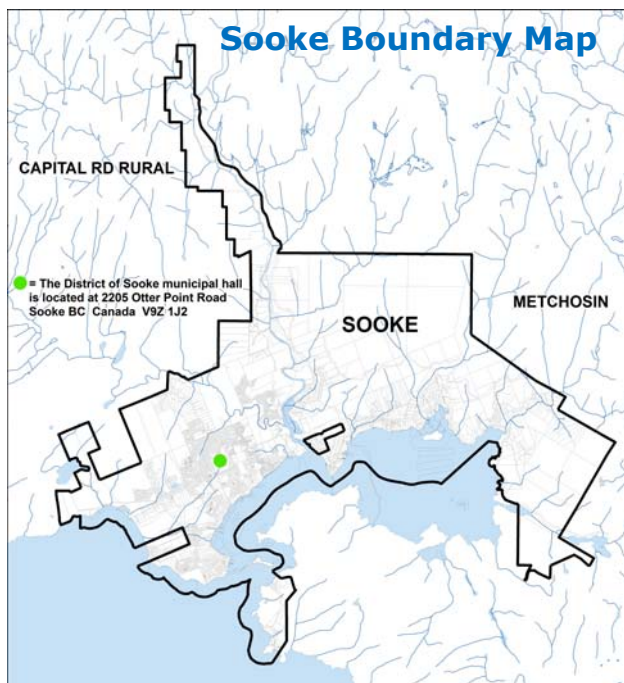 Sooke Boundary Map
CAPITAL RD RURAL
= The District of Sooke municipal hall
is located at 2205 Otter Point Road
Sooke BC Canada V9Z 1J2
METCHOSIN
SOOKE